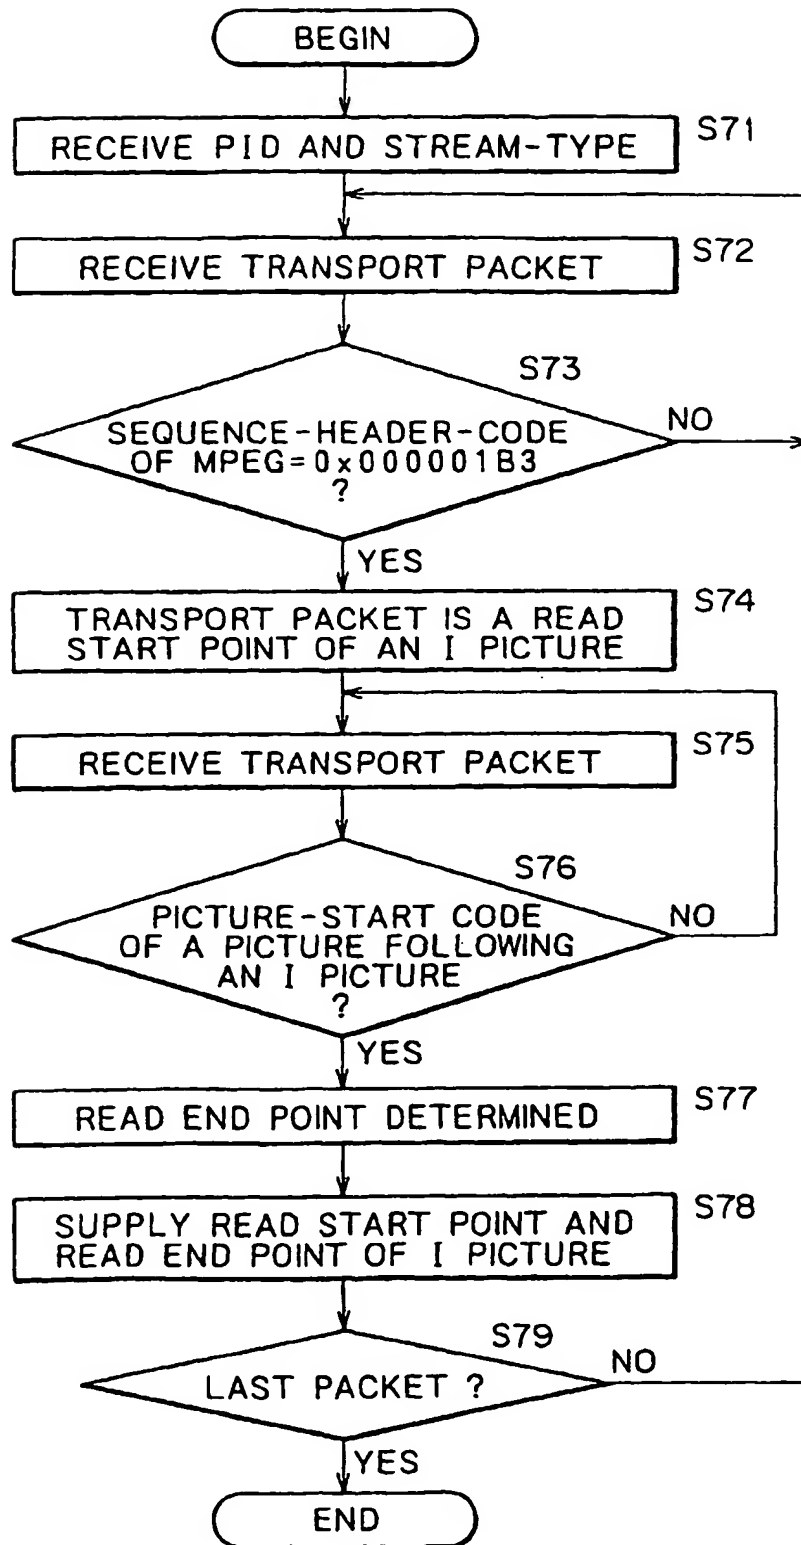 BEGIN
S71
RECEIVE PID AND STREAM-TYPE
S72
RECEIVE TRANSPORT PACKET
S73
SEQUENCE-HEADER-CODE
OF MPEG=0x000001B3
?
NO
YES
S74
TRANSPORT PACKET IS A READ
START POINT OF AN I PICTURE
S75
RECEIVE TRANSPORT PACKET
S76
PICTURE-START CODE
OF A PICTURE FOLLOWING
AN I PICTURE
?
NO
YES
S77
READ END POINT DETERMINED
S78
SUPPLY READ START POINT AND
READ END POINT OF I PICTURE
S79
LAST PACKET ?
NO
YES
END